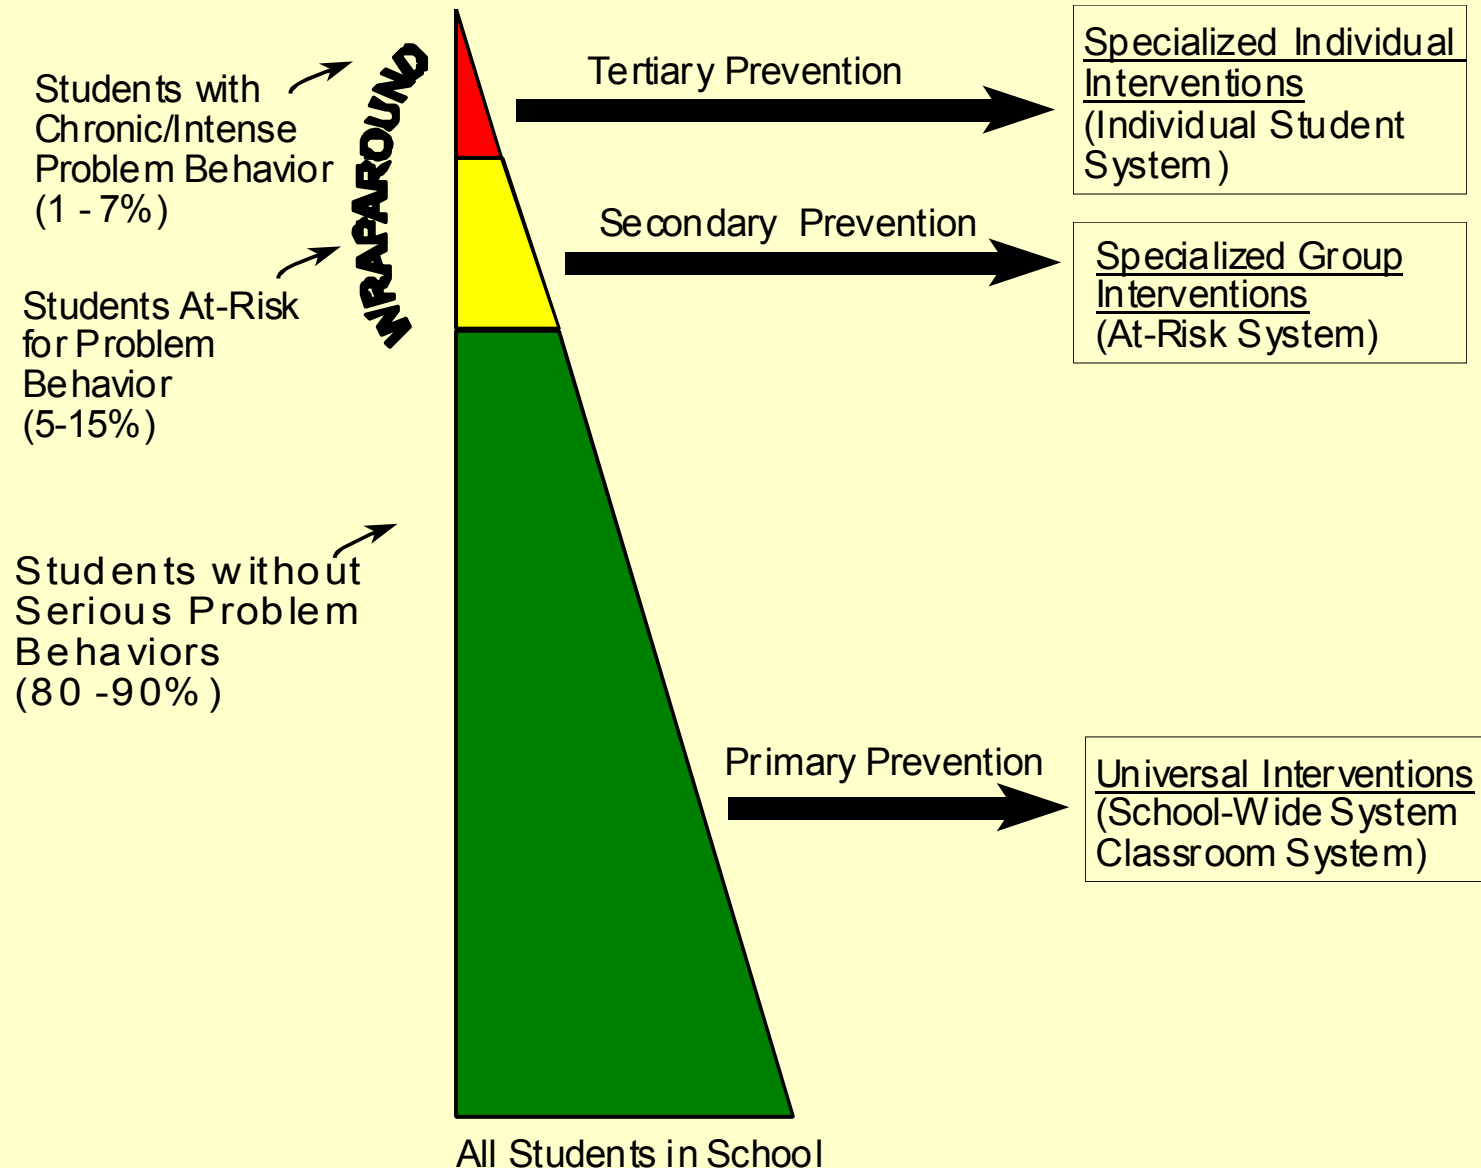 Students with
Chronic/Intense
Problem Behavior
(1 - 7%)
WRAPAROUND
Tertiary Prevention
Specialized Individual
Interventions
(Individual Student
System)
Students At-Risk
for Problem
Behavior
(5-15%)
Secondary Prevention
Specialized Group
Interventions
(At-Risk System)
Students without
Serious Problem
Behaviors
(80 -90%)
Primary Prevention
Universal Interventions
(School-Wide System
Classroom System)
All Students in School